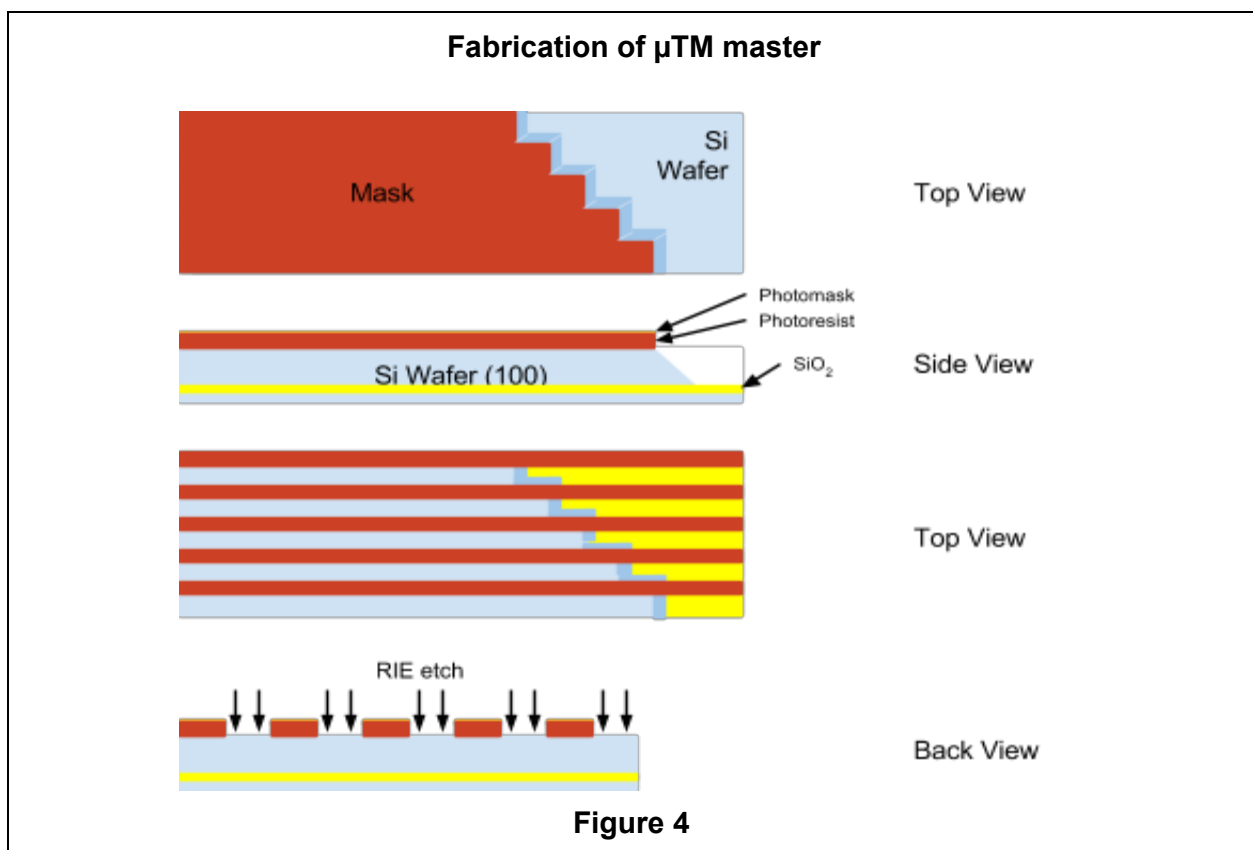 Fabrication of µTM master
Si
Wafer
Mask
Top View
Photomask
Photoresist
Si Wafer (100)
SiO₂
Side View
Top View
RIE etch
Back View
Figure 4